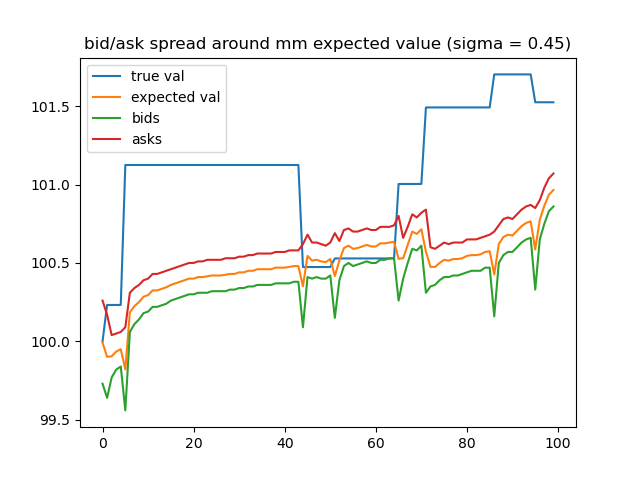 bid/ask spread around mm expected value (sigma = 0.45)
true val
expected val
bids
asks
101.5
101.0
100.5
100.0
99.5
0 20 40 60 80 100